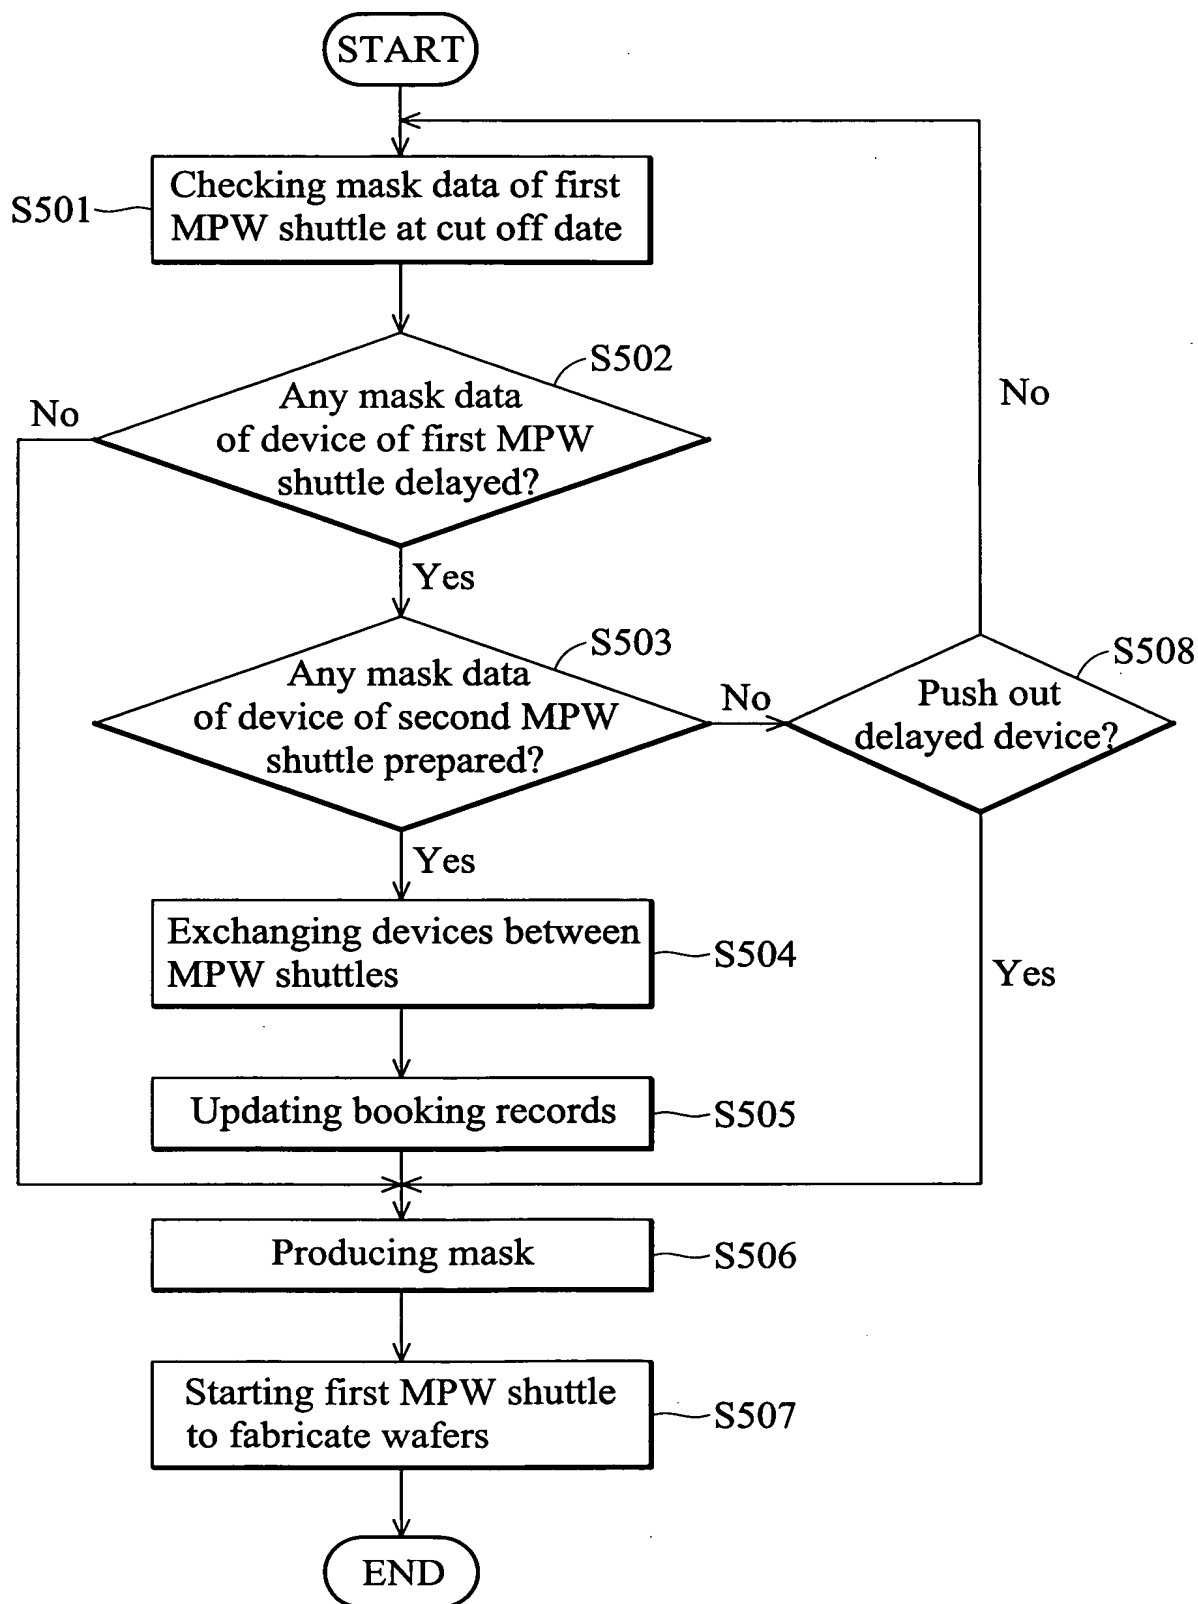 START
S501
Checking mask data of first
MPW shuttle at cut off date
S502
No
Any mask data
of device of first MPW
shuttle delayed?
No
Yes
S503
Any mask data
of device of second MPW
shuttle prepared?
No
S508
Push out
delayed device?
Yes
Exchanging devices between
MPW shuttles
S504
Yes
Updating booking records
S505
Producing mask
S506
Starting first MPW shuttle
to fabricate wafers
S507
END